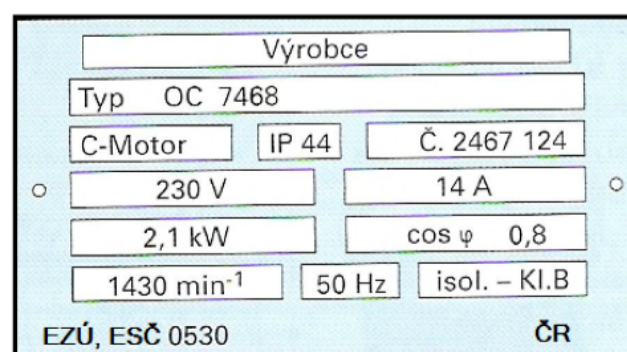 Výrobce
Typ OC 7468
C-Motor IP 44 Č. 2467 124
230 V 14 A
2,1 kW cos φ 0,8
1430 min⁻¹ 50 Hz isol. – Kl.B
EZÚ, ESČ 0530 ČR